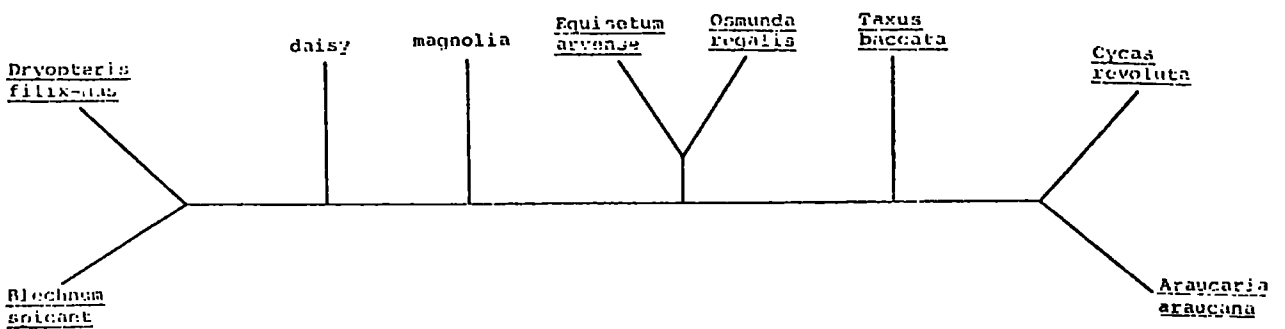 Dryopteris
filix-mas
daisy
magnolia
Equisetum
arvense
Osmunda
regalis
Taxus
baccata
Cycas
revoluta
Blechnum
spicant
Araucaria
araucana